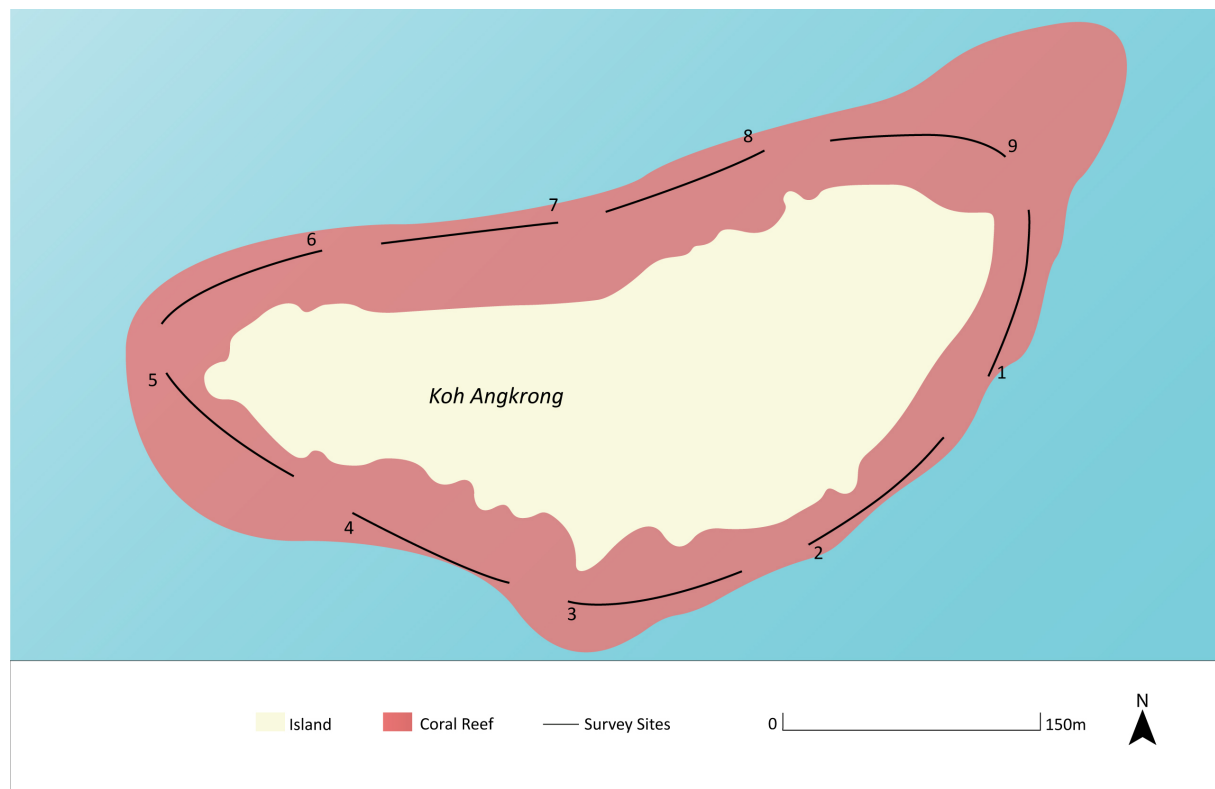 8
9
7
6
5
Koh Angkrong
1
4
2
3
Island
Coral Reef
Survey Sites
0
150m
N